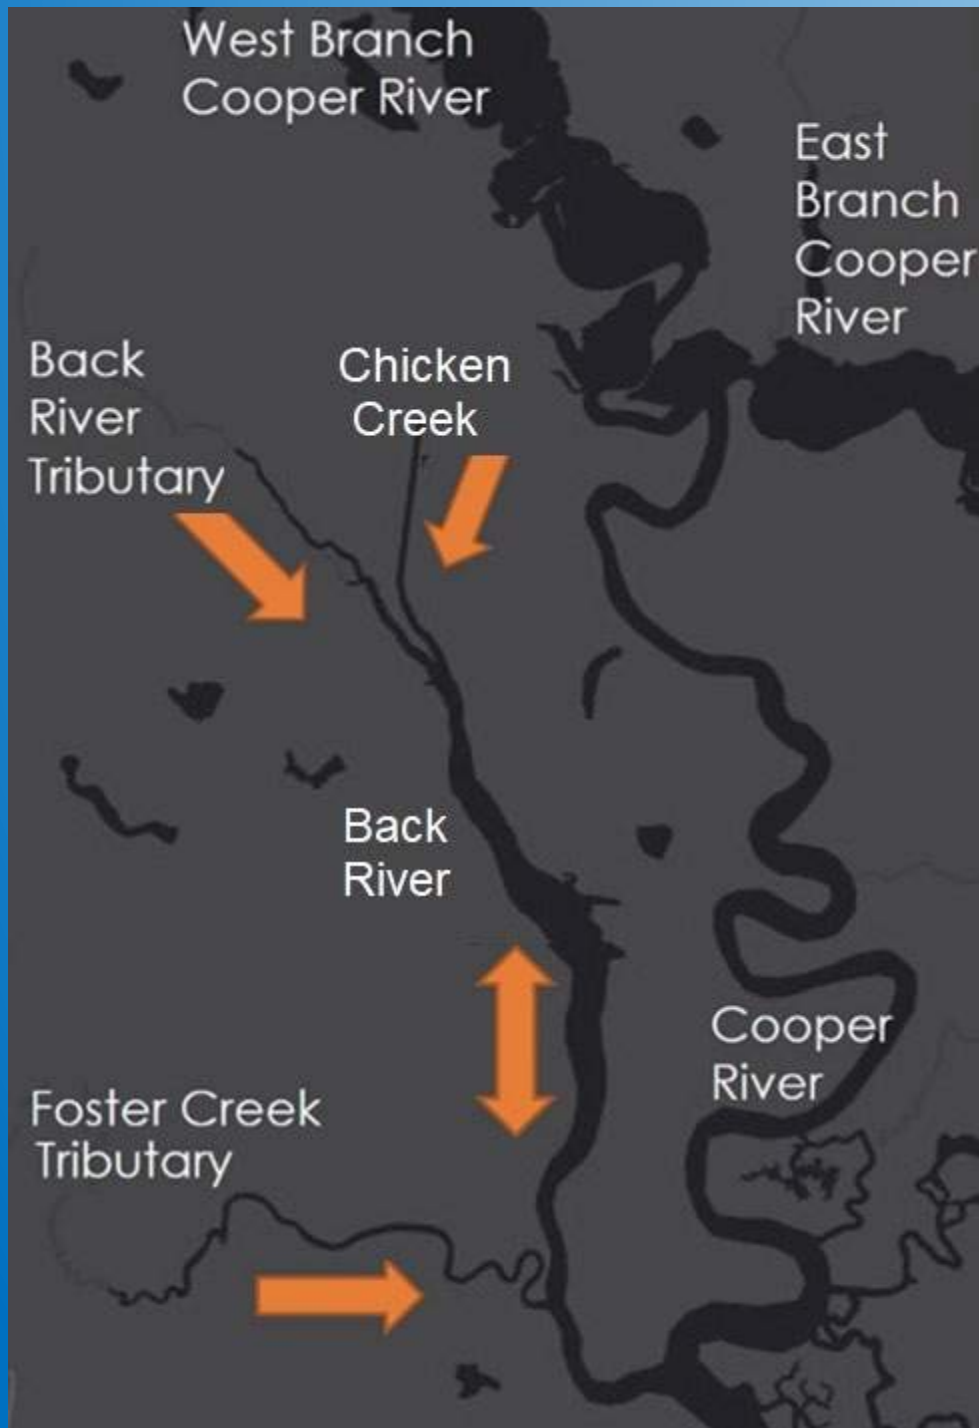 West Branch
Cooper River
East
Branch
Cooper
River
Back
River
Tributary
Chicken
Creek
Back
River
Cooper
River
Foster Creek
Tributary